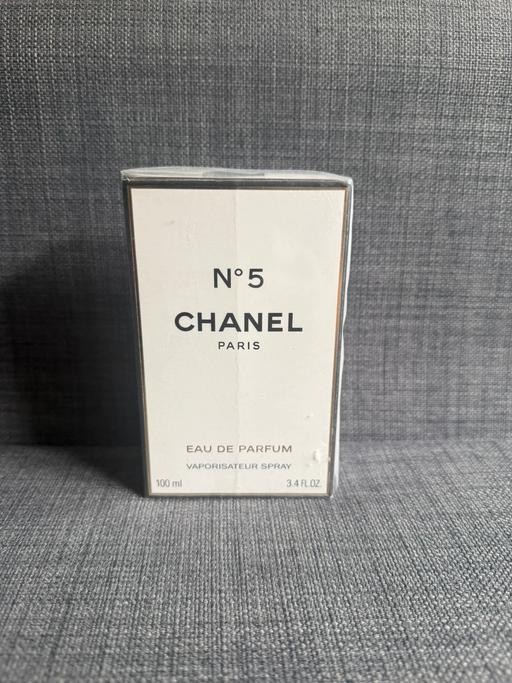 N°5
CHANEL
PARIS
EAU DE PARFUM
VAPORISATEUR SPRAY
100 ml 3.4 FL.OZ.